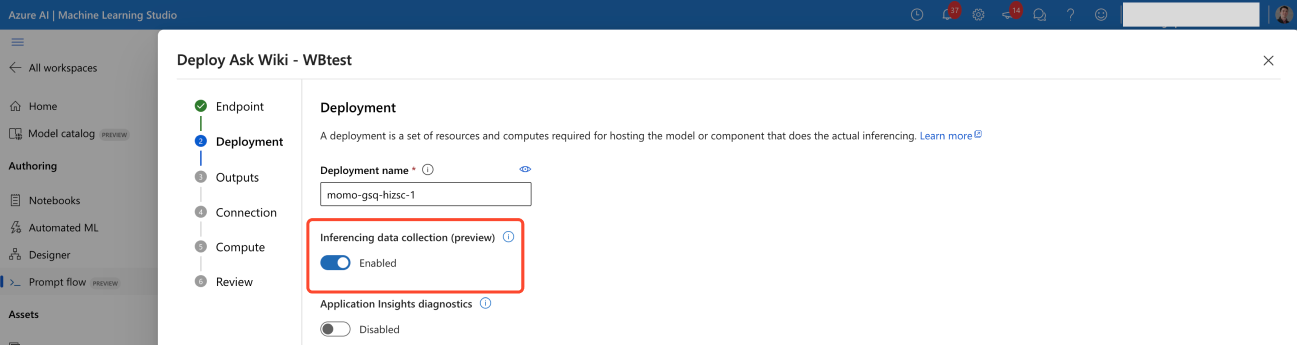 Azure AI | Machine Learning Studio
37
14
All workspaces
Home
Model catalog PREVIEW
Authoring
Notebooks
Automated ML
Designer
Prompt flow PREVIEW
Assets
Deploy Ask Wiki - WBtest
Endpoint
2 Deployment
3 Outputs
4 Connection
5 Compute
6 Review
Deployment
A deployment is a set of resources and computes required for hosting the model or component that does the actual inferencing. Learn more
Deployment name *
momo-gsq-hizsc-1
Inferencing data collection (preview)
Enabled
Application Insights diagnostics
Disabled